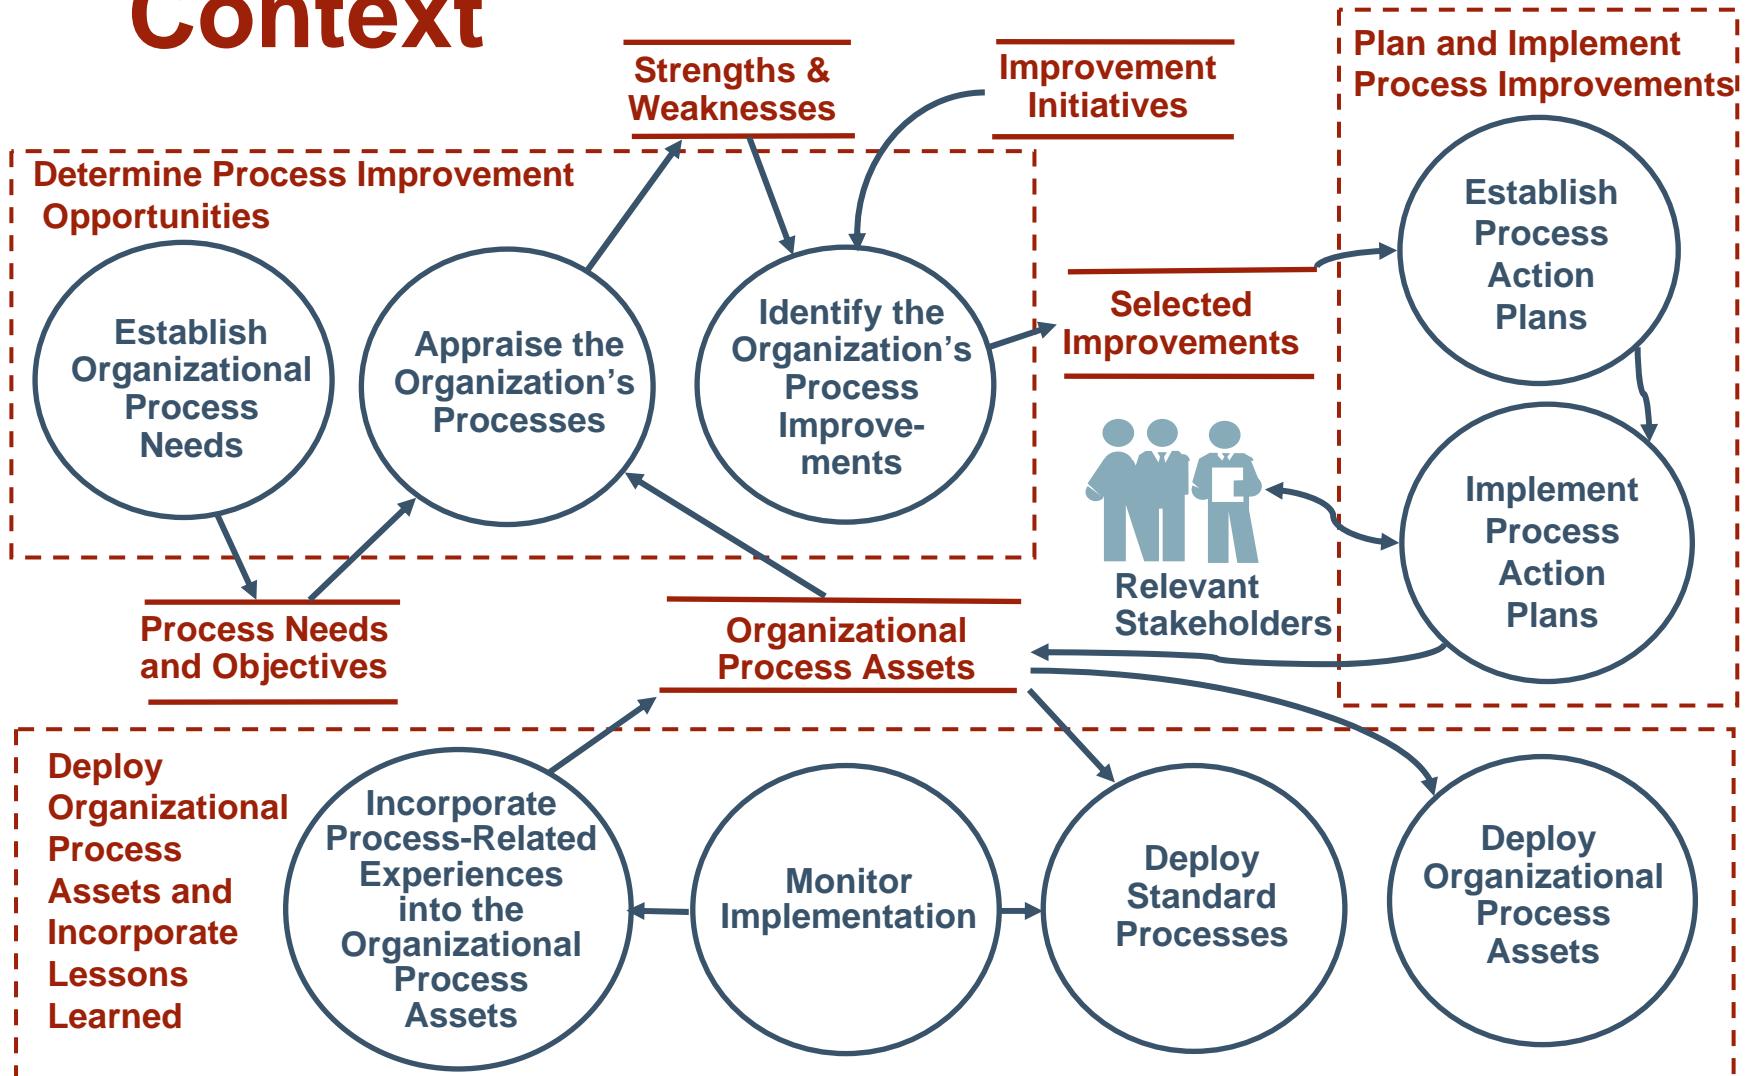 Context
Strengths &
Weaknesses
Improvement
Initiatives
Plan and Implement
Process Improvements
Determine Process Improvement
Opportunities
Establish
Organizational
Process
Needs
Appraise the
Organization’s
Processes
Identify the
Organization’s
Process
Improve-
ments
Selected
Improvements
Establish
Process
Action
Plans
Implement
Process
Action
Plans
Relevant
Stakeholders
Process Needs
and Objectives
Organizational
Process Assets
Deploy
Organizational
Process
Assets and
Incorporate
Lessons
Learned
Incorporate
Process-Related
Experiences
into the
Organizational
Process
Assets
Monitor
Implementation
Deploy
Standard
Processes
Deploy
Organizational
Process
Assets